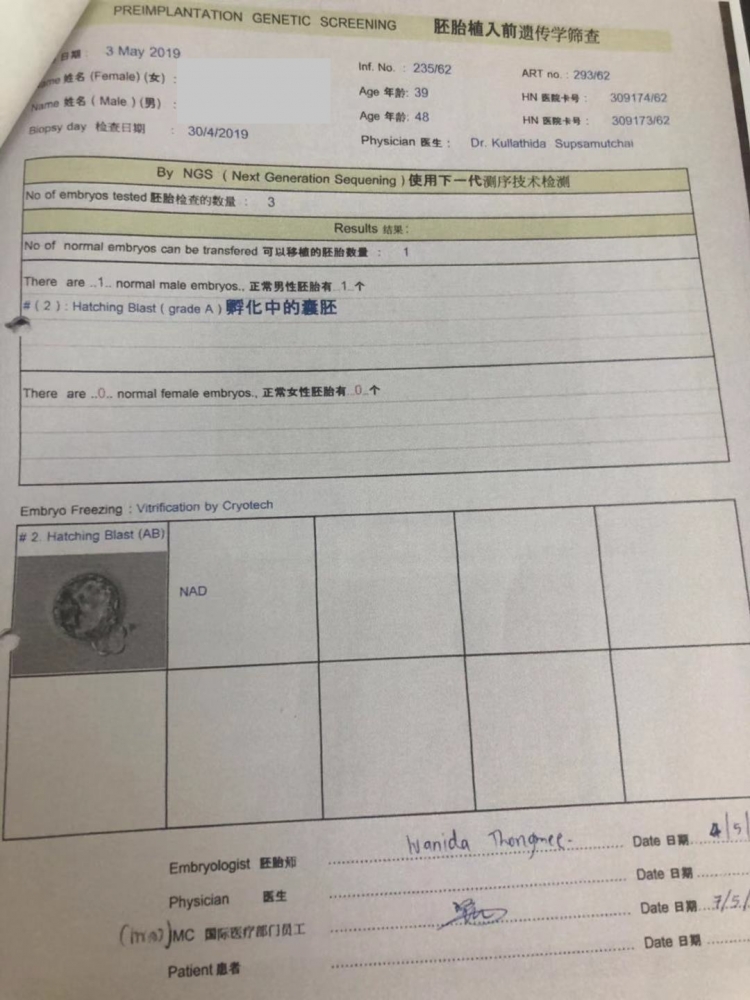 PREIMPLANTATION GENETIC SCREENING 胚胎植入前遗传学筛查
日期 : 3 May 2019
Inf. No. : 235/62 ART no. : 293/62
姓名 (Female) (女) :
Age 年龄: 39 HN 医院卡号 : 309174/62
Name 姓名 ( Male ) (男) :
Age 年龄: 48 HN 医院卡号 : 309173/62
Biopsy day 检查日期 : 30/4/2019
Physician 医生 : Dr. Kullathida Supsamutchai
By NGS ( Next Generation Sequening ) 使用下一代测序技术检测
No of embryos tested 胚胎检查的数量 : 3
Results 结果 :
No of normal embryos can be transfered 可以移植的胚胎数量 : 1
There are ..1.. normal male embryos.. 正常男性胚胎有..1..个
# ( 2 ) : Hatching Blast ( grade A ) 孵化中的囊胚
There are ..0.. normal female embryos., 正常女性胚胎有..0..个
Embryo Freezing : Vitrification by Cryotech
# 2. Hatching Blast (AB)
NAD
Embryologist 胚胎师 Wanida Date 日期 4/5/
Physician 医生 Date 日期
MC 国际医疗部门员工 Date 日期 7/5/
Patient 患者 Date 日期